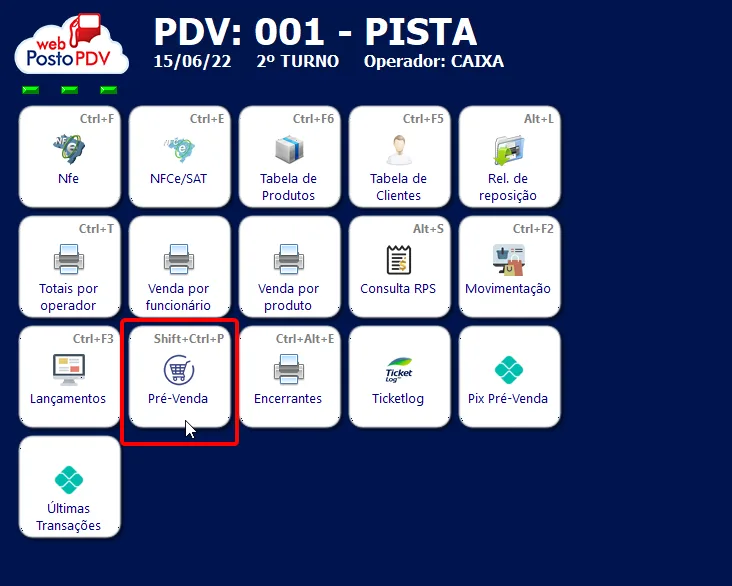 web
PostoPDV
PDV: 001 - PISTA
15/06/22 2º TURNO Operador: CAIXA
Ctrl+F
Nfe
Ctrl+E
NFCe/SAT
Ctrl+F6
Tabela de
Produtos
Ctrl+F5
Tabela de
Clientes
Alt+L
Rel. de
reposição
Ctrl+T
Totais por
operador
Venda por
funcionário
Venda por
produto
Alt+S
Consulta RPS
Ctrl+F2
Movimentação
Ctrl+F3
Lançamentos
Shift+Ctrl+P
Pré-Venda
Ctrl+Alt+E
Encerrantes
Ticket
Log
Ticketlog
Pix Pré-Venda
Últimas
Transações